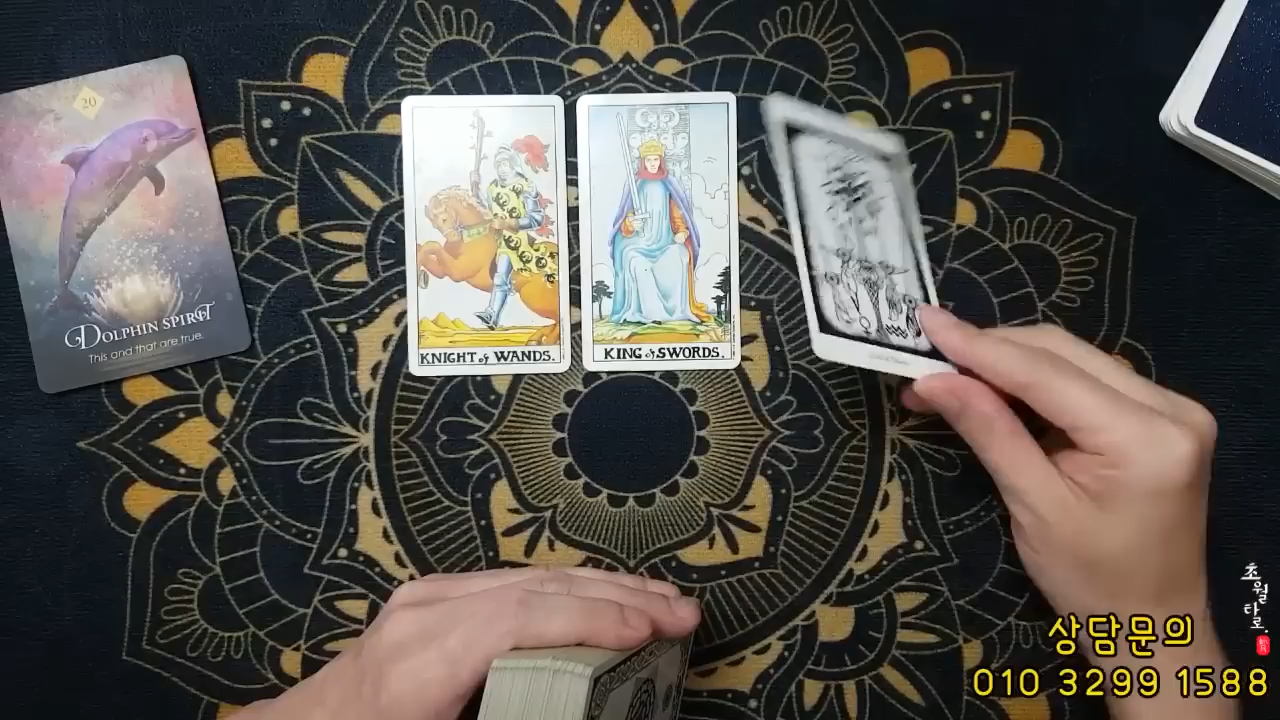 20
DOLPHIN SPIRIT
This and that are true.
KNIGHT of WANDS.
KING of SWORDS.
초월타로
상담문의
010 3299 1588